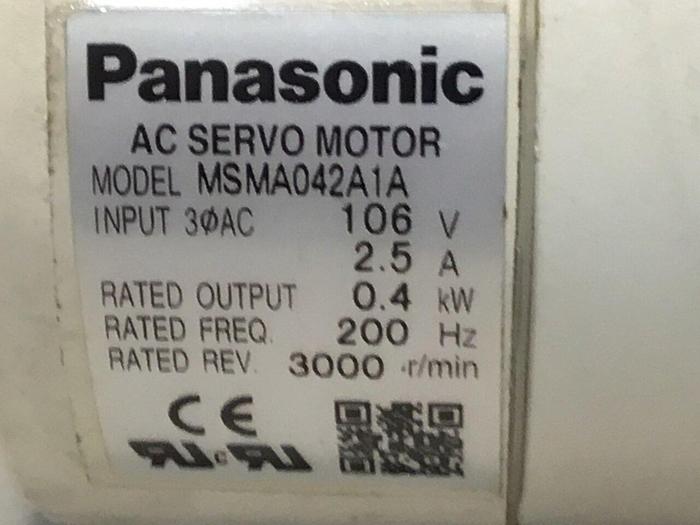 Panasonic
AC SERVO MOTOR
MODEL MSMA042A1A
INPUT 3ØAC 106 V
2.5 A
RATED OUTPUT 0.4 kW
RATED FREQ. 200 Hz
RATED REV. 3000 r/min
CE
c